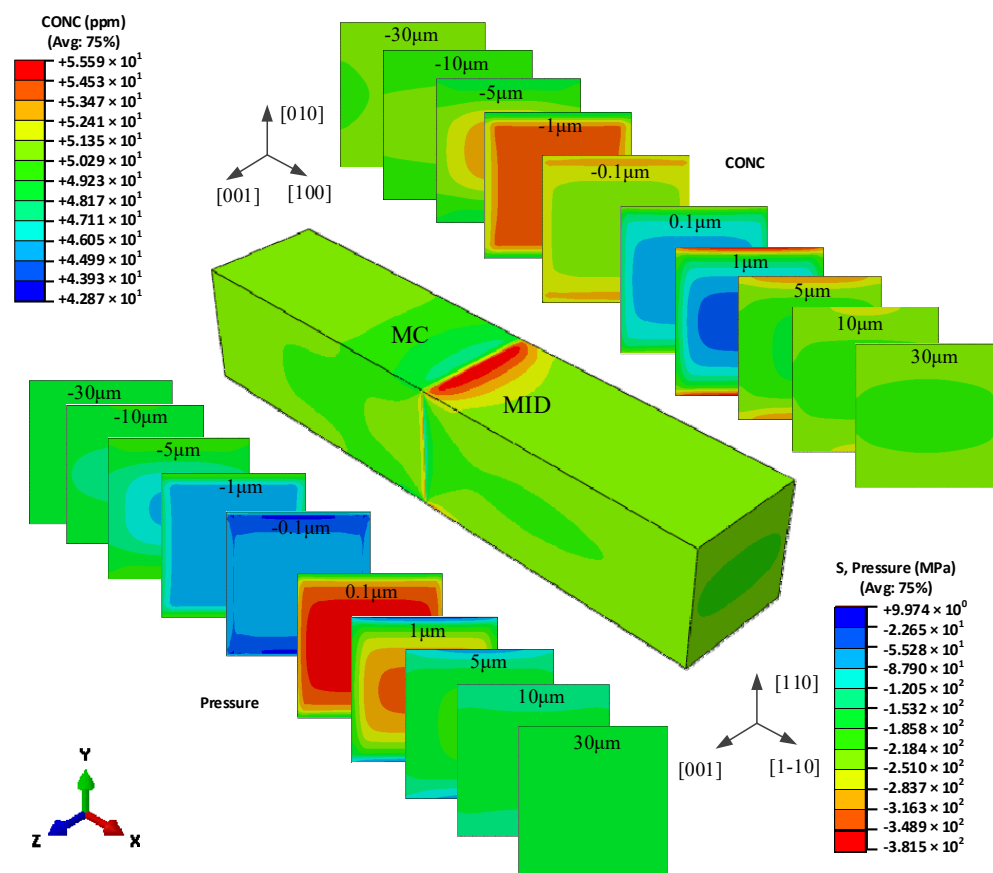 CONC (ppm)
(Avg: 75%)
+5.559 × 10¹
+5.453 × 10¹
+5.347 × 10¹
+5.241 × 10¹
+5.135 × 10¹
+5.029 × 10¹
+4.923 × 10¹
+4.817 × 10¹
+4.711 × 10¹
+4.605 × 10¹
+4.499 × 10¹
+4.393 × 10¹
+4.287 × 10¹
[010]
[001]
[100]
-30μm
-10μm
-5μm
-1μm
-0.1μm
CONC
0.1μm
1μm
5μm
10μm
30μm
MC
MID
-30μm
-10μm
-5μm
-1μm
-0.1μm
0.1μm
1μm
5μm
10μm
30μm
Pressure
S, Pressure (MPa)
(Avg: 75%)
+9.974 × 10⁰
-2.265 × 10¹
-5.528 × 10¹
-8.790 × 10¹
-1.205 × 10²
-1.532 × 10²
-1.858 × 10²
-2.184 × 10²
-2.510 × 10²
-2.837 × 10²
-3.163 × 10²
-3.489 × 10²
-3.815 × 10²
[110]
[001]
[1-10]
Y
Z
X